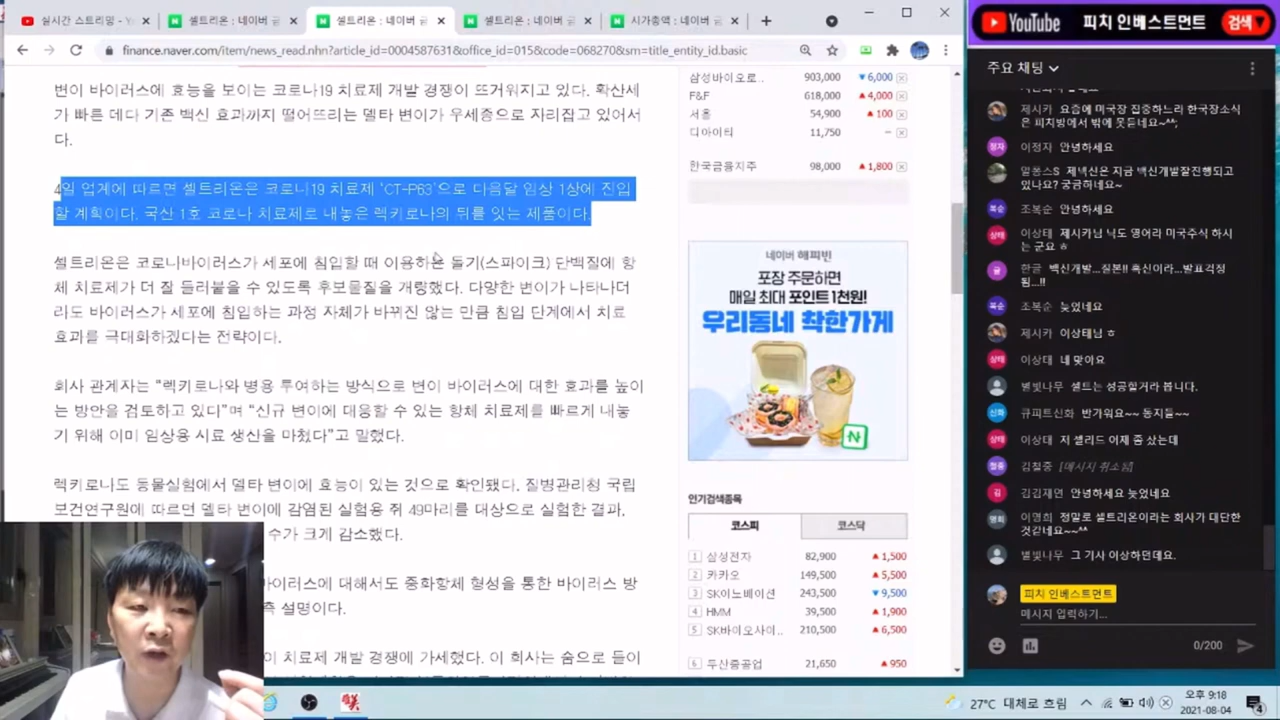 실시간 스트리밍 - Y
셀트리온 : 네이버 금
셀트리온 : 네이버 금
셀트리온 : 네이버 금
시가총액 : 네이버 금
finance.naver.com/item/news_read.nhn?article_id=0004587631&office_id=015&code=068270&sm=title_entity_id.basic
변이 바이러스에 효능을 보이는 코로나19 치료제 개발 경쟁이 뜨거워지고 있다. 확산세
가 빠른 데다 기존 백신 효과까지 떨어뜨리는 델타 변이가 우세종으로 자리잡고 있어서
다.
4일 업계에 따르면 셀트리온은 코로나19 치료제 'CT-P63'으로 다음달 임상 1상에 진입
할 계획이다. 국산 1호 코로나 치료제로 내놓은 렉키로나의 뒤를 잇는 제품이다.
셀트리온은 코로나바이러스가 세포에 침입할 때 이용하는 돌기(스파이크) 단백질에 항
체 치료제가 더 잘 들러붙을 수 있도록 후보물질을 개량했다. 다양한 변이가 나타나더
라도 바이러스가 세포에 침입하는 과정 자체가 바뀌진 않는 만큼 침입 단계에서 치료
효과를 극대화하겠다는 전략이다.
회사 관계자는 “렉키로나와 병용 투여하는 방식으로 변이 바이러스에 대한 효과를 높이
는 방안을 검토하고 있다”며 “신규 변이에 대응할 수 있는 항체 치료제를 빠르게 내놓
기 위해 이미 임상용 시료 생산을 마쳤다”고 말했다.
렉키로나도 동물실험에서 델타 변이에 효능이 있는 것으로 확인됐다. 질병관리청 국립
보건연구원에 따르면 델타 변이에 감염된 실험용 쥐 49마리를 대상으로 실험한 결과,
수가 크게 감소했다.
바이러스에 대해서도 중화항체 형성을 통한 바이러스 방
측 설명이다.
이 치료제 개발 경쟁에 가세했다. 이 회사는 숨으로 들이
삼성바이오로.. 903,000 ▼6,000
F&F 618,000 ▲4,000
서호 54,900 ▲100
디아이티 11,750 –
한국금융지주 98,000 ▲1,800
네이버 해피빈
포장 주문하면
매일 최대 포인트 1천원!
우리동네 착한가게
N
인기검색종목
코스피 코스닥
1 삼성전자 82,900 ▲1,500
2 카카오 149,500 ▲5,500
3 SK이노베이션 243,500 ▼9,500
4 HMM 39,500 ▲1,900
5 SK바이오사이.. 210,500 ▲6,500
6 두산중공업 21,650 ▲950
YouTube 피치 인베스트먼트 검색
주요 채팅
제시카 요즘에 미국장 집중하느라 한국장소식
은 피치방에서 밖에 못듣네요~^^;
이정자 안녕하세요
알퐁스S 제넥신은 지금 백신개발잘진행되고
있나요? 궁금하네요~
조복순 안녕하세요
이상태 제시카님 닉도 영어라 미국주식 하시
는 군요 ㅎ
한글 백신개발...질본!! 혹신이라...발표걱정
됨...!!
조복순 늦었네요
제시카 이상태님 ㅎ
이상태 네 맞아요
별빛나무 셀트는 성공할거라 봅니다.
큐피트신화 반가워요~~ 동지들~~
이상태 저 셀리드 이제 줌 샀는데
김철중 [메시지 취소됨]
김김재연 안녕하세요 늦었네요
이영희 정말로 셀트리온이라는 회사가 대단한
것같네요~~^^
별빛나무 그 기사 이상하던데요.
피치 인베스트먼트
메시지 입력하기...
0/200
27°C 대체로 흐림
오후 9:18
2021-08-04
4